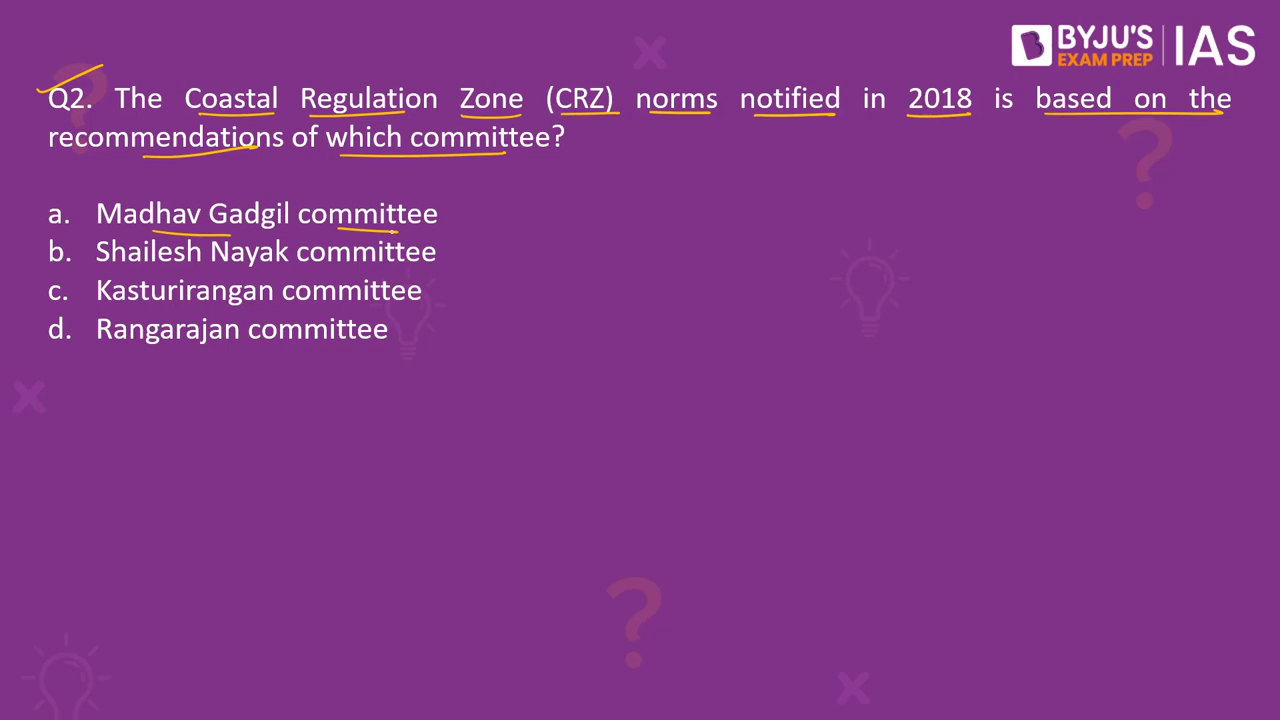 BYJU'S IAS
EXAM PREP
Q2. The Coastal Regulation Zone (CRZ) norms notified in 2018 is based on the
recommendations of which committee?
a. Madhav Gadgil committee
b. Shailesh Nayak committee
c. Kasturirangan committee
d. Rangarajan committee